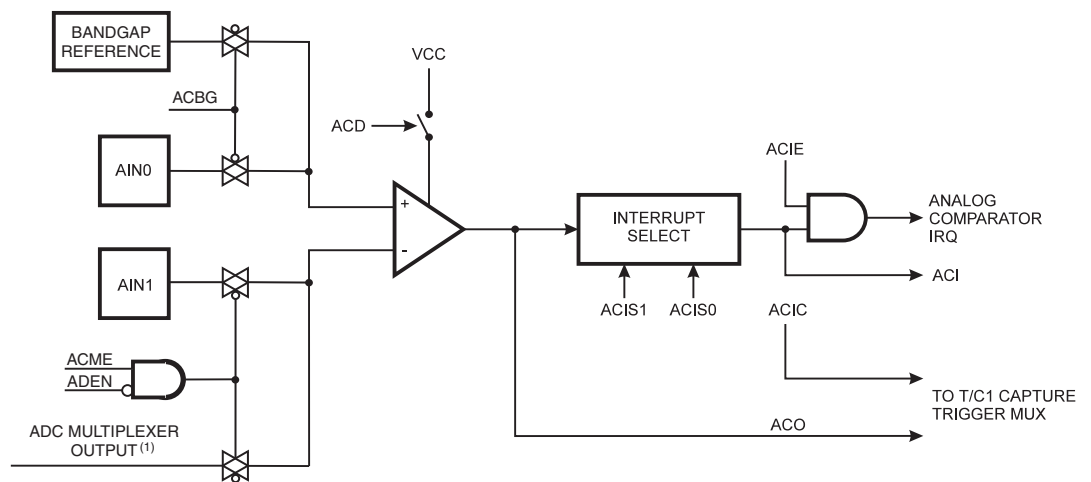 BANDGAP
REFERENCE
VCC
ACBG
ACD
ACIE
AIN0
+
-
INTERRUPT
SELECT
ANALOG
COMPARATOR
IRQ
AIN1
ACI
ACIS1
ACIS0
ACIC
ACME
ADEN
TO T/C1 CAPTURE
TRIGGER MUX
ADC MULTIPLEXER
OUTPUT (1)
ACO